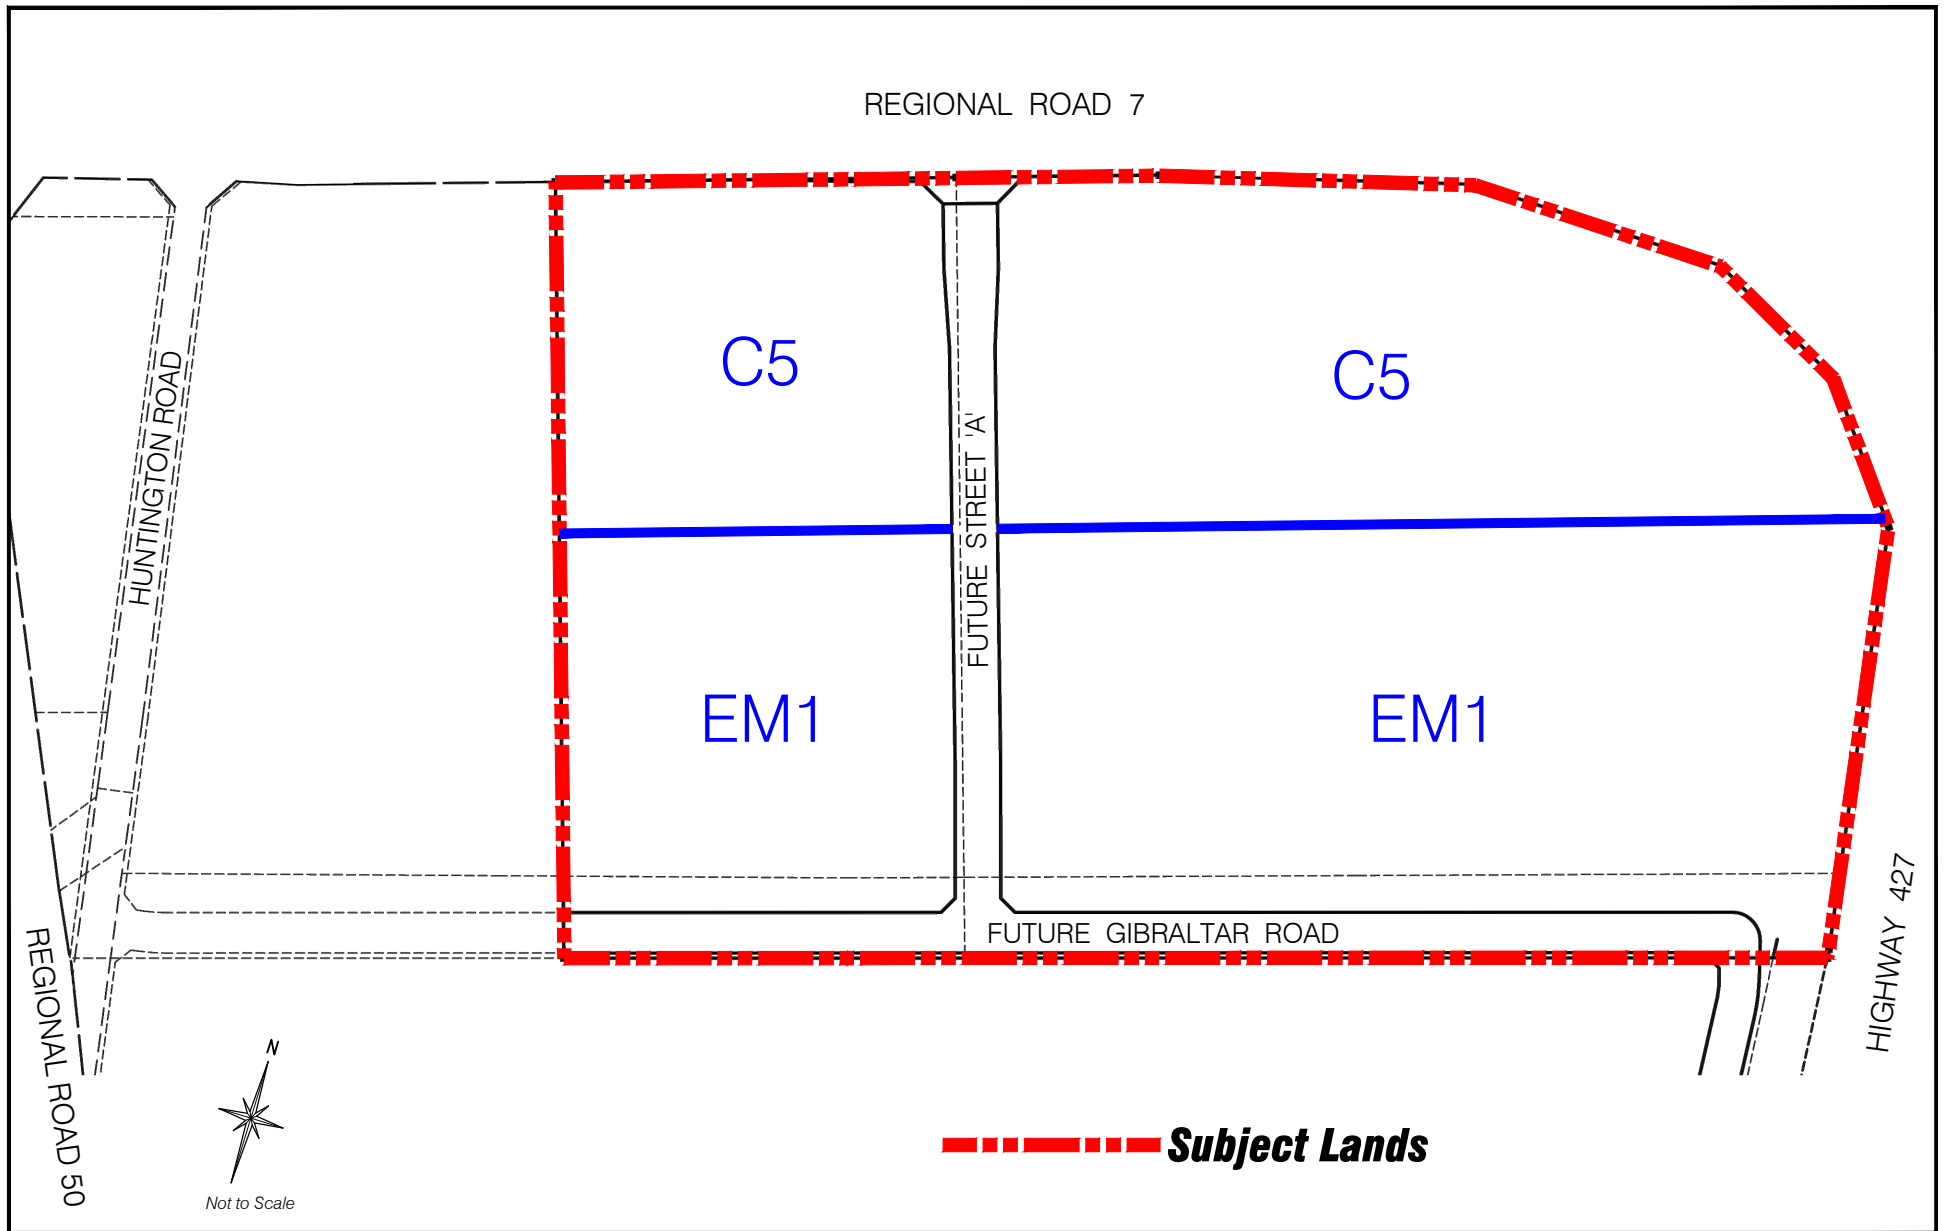 REGIONAL ROAD 7
C5
C5
HUNTINGTON ROAD
FUTURE STREET 'A'
EM1
EM1
FUTURE GIBRALTAR ROAD
HIGHWAY 427
REGIONAL ROAD 50
N
Not to Scale
Subject Lands